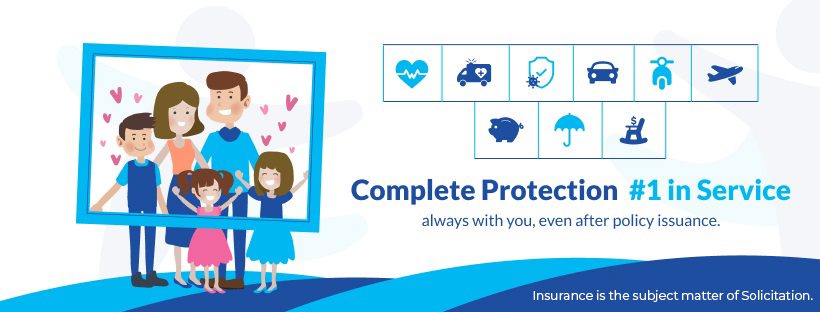 $
Complete Protection #1 in Service
always with you, even after policy issuance.
Insurance is the subject matter of Solicitation.